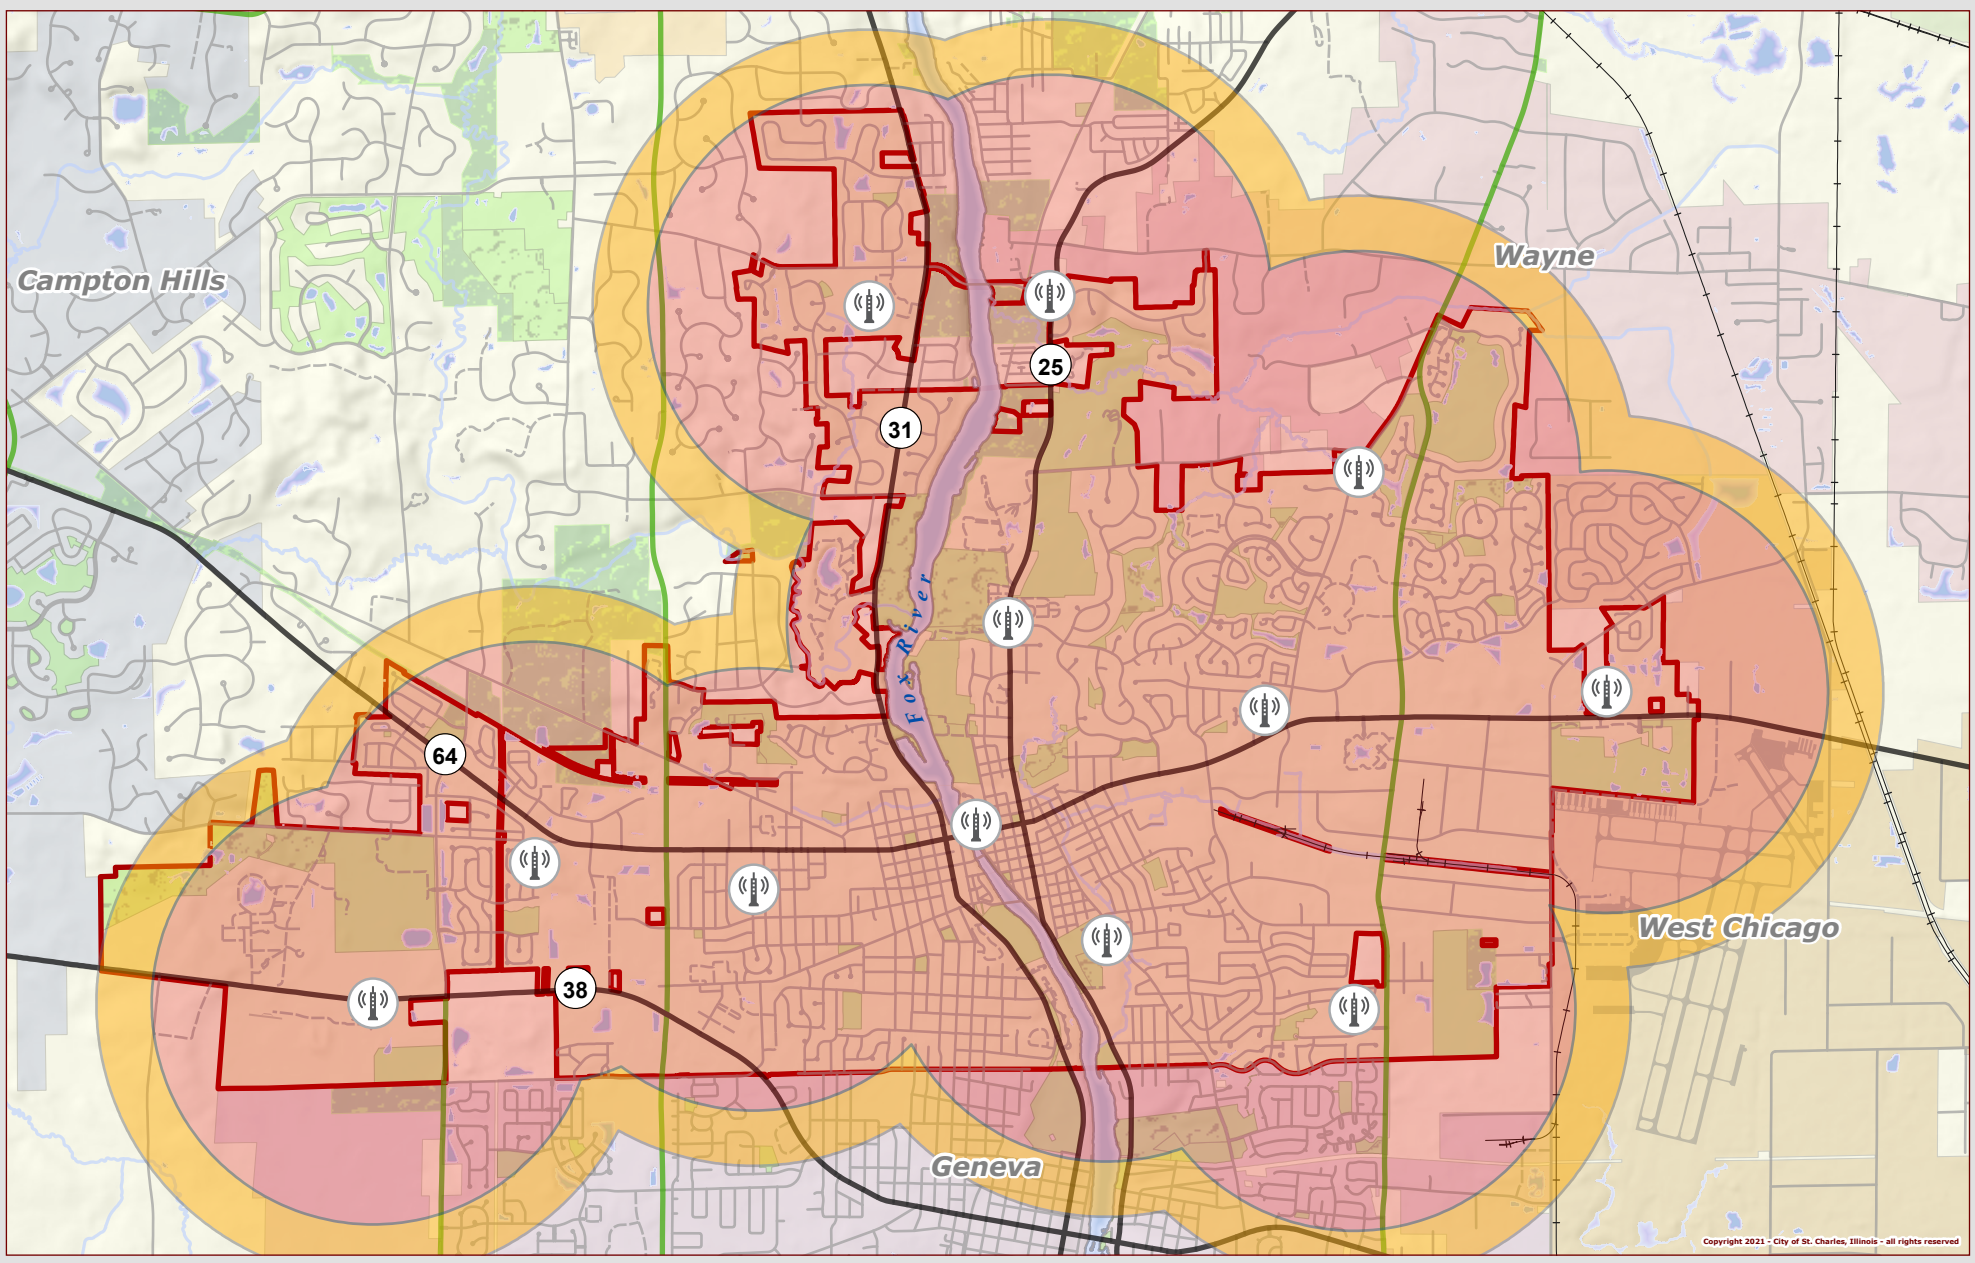 Wayne
Campton Hills
25
31
Fox River
64
West Chicago
38
Geneva
Copyright 2021 - City of St. Charles, Illinois - all rights reserved